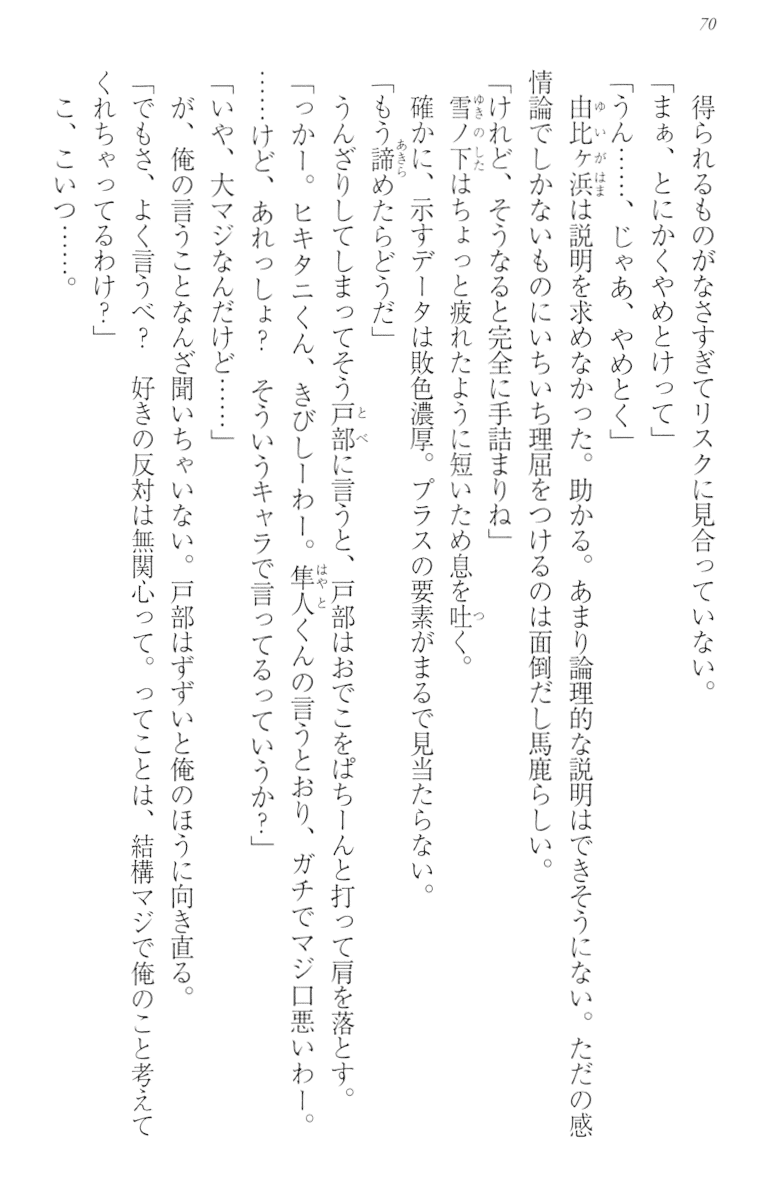 70
得られるものがなさすぎてリスクに見合っていない。
「まぁ、とにかくやめとけって」
「うん……、じゃあ、やめとく」
由比ヶ浜は説明を求めなかった。助かる。あまり論理的な説明はできそうにない。ただの感
情論でしかないものにいちいち理屈をつけるのは面倒だし馬鹿らしい。
「けれど、そうなると完全に手詰まりね」
雪ノ下はちょっと疲れたように短いため息を吐く。
確かに、示すデータは敗色濃厚。プラスの要素がまるで見当たらない。
「もう諦めたらどうだ」
うんざりしてしまってそう戸部に言うと、戸部はおでこをぱちーんと打って肩を落とす。
「っかー。ヒキタニくん、きびしーわー。隼人くんの言うとおり、ガチでマジ口悪いわー。
……けど、あれっしょ？　そういうキャラで言ってるっていうか？」
「いや、大マジなんだけど……」
が、俺の言うことなんざ聞いちゃいない。戸部はずずいと俺のほうに向き直る。
「でもさ、よく言うべ？　好きの反対は無関心って。ってことは、結構マジで俺のこと考えて
くれちゃってるわけ？」
こ、こいつ……。